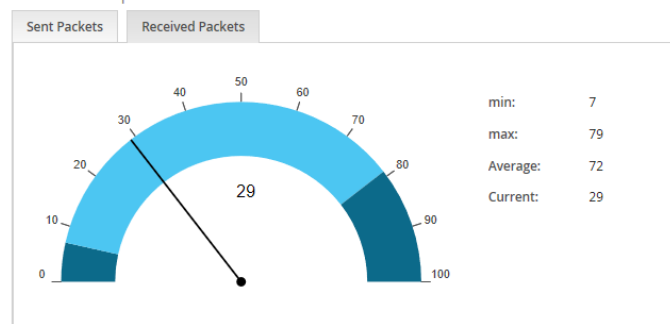 Sent Packets
Received Packets
0
10
20
30
40
50
60
70
80
90
100
29
min: 7
max: 79
Average: 72
Current: 29